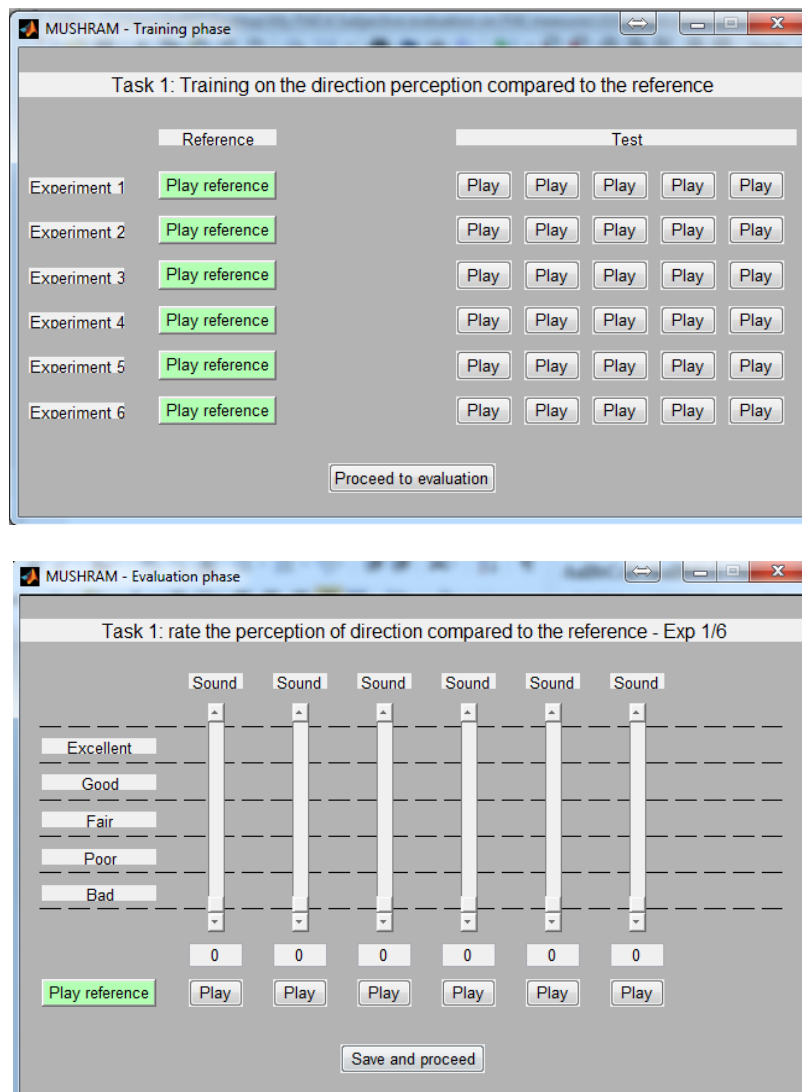 MUSHRAM - Training phase
Task 1: Training on the direction perception compared to the reference
Reference Test
Experiment 1 Play reference Play Play Play Play Play
Experiment 2 Play reference Play Play Play Play Play
Experiment 3 Play reference Play Play Play Play Play
Experiment 4 Play reference Play Play Play Play Play
Experiment 5 Play reference Play Play Play Play Play
Experiment 6 Play reference Play Play Play Play Play
Proceed to evaluation
MUSHRAM - Evaluation phase
Task 1: rate the perception of direction compared to the reference - Exp 1/6
Sound Sound Sound Sound Sound Sound
Excellent
Good
Fair
Poor
Bad
0 0 0 0 0 0
Play reference Play Play Play Play Play Play
Save and proceed